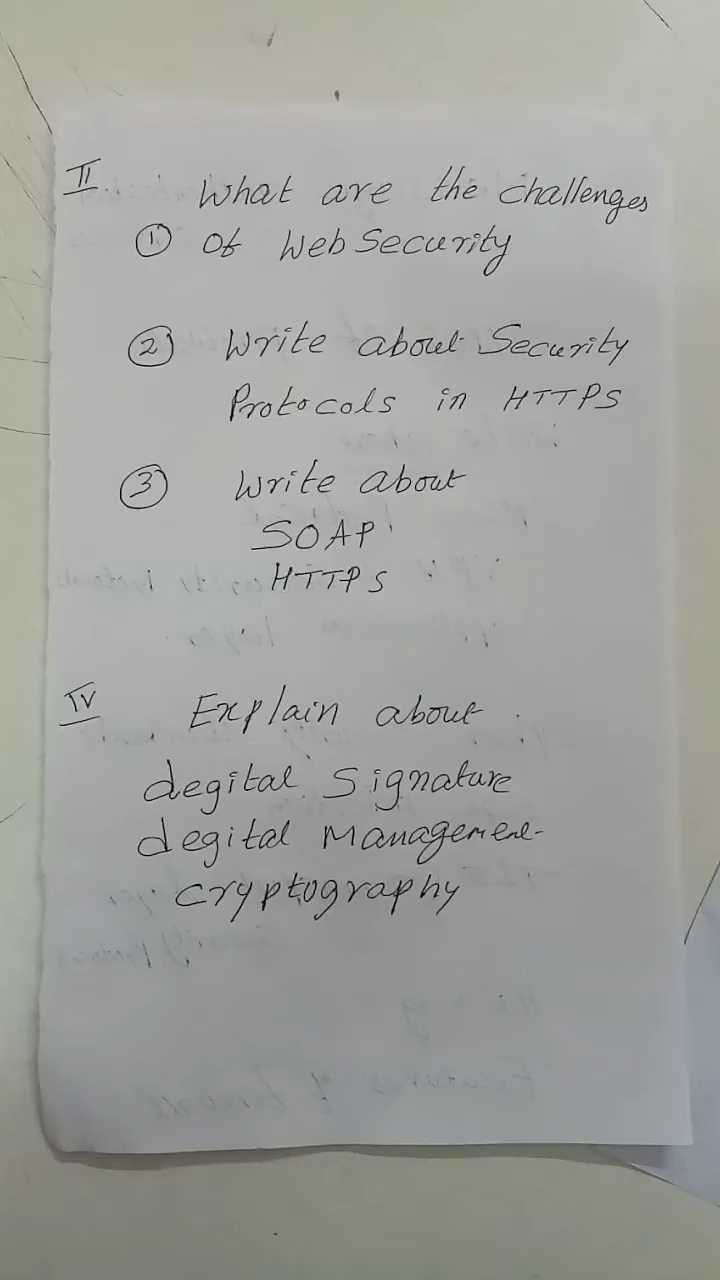 II. What are the challenges
① Of Web Security
② Write about Security
Protocols in HTTPS
③ Write about
SOAP
HTTPS
IV Explain about
degital Signature
degital Management
cryptography